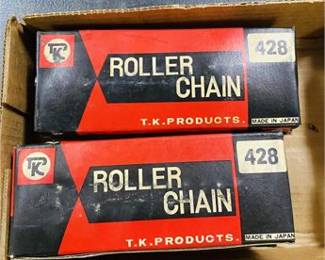 TK
428
ROLLER
CHAIN
T.K.PRODUCTS.
MADE IN JAPAN
TK
428
ROLLER
CHAIN
T.K.PRODUCTS.
MADE IN JAPAN